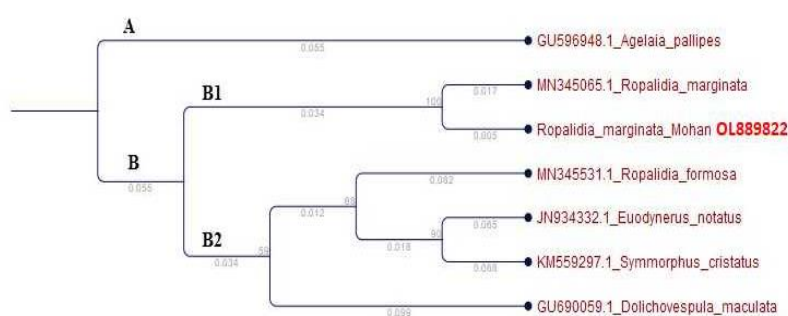 A
0.055
GU596948.1_Agelaia_pallipes
B1
0.034
100
0.017
MN345065.1_Ropalidia_marginata
0.005
Ropalidia_marginata_Mohan OL889822
B
0.055
0.082
MN345531.1_Ropalidia_formosa
0.012
0.065
JN934332.1_Euodynerus_notatus
90
0.018
0.068
KM559297.1_Symmorphus_cristatus
B2
0.034
59
0.099
GU690059.1_Dolichovespula_maculata